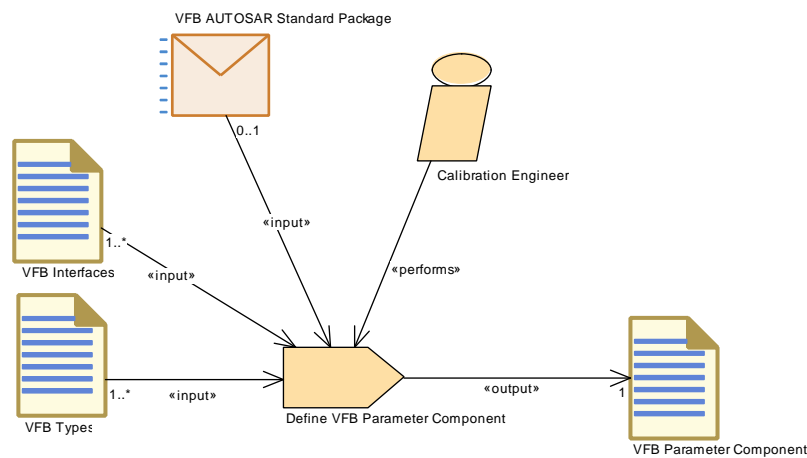 VFB AUTOSAR Standard Package
0..1
Calibration Engineer
«input»
1..*
VFB Interfaces
«input»
«performs»
1..*
«input»
«output»
1
Define VFB Parameter Component
VFB Types
VFB Parameter Component